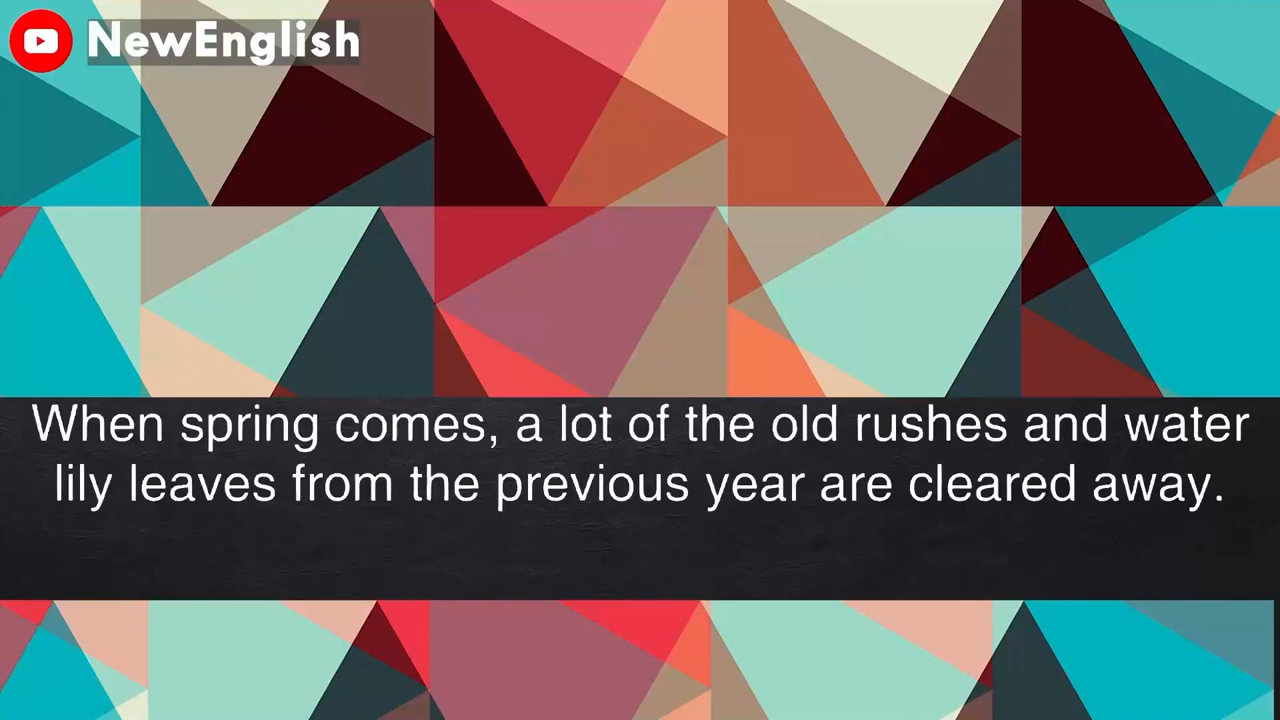 NewEnglish
When spring comes, a lot of the old rushes and water
lily leaves from the previous year are cleared away.